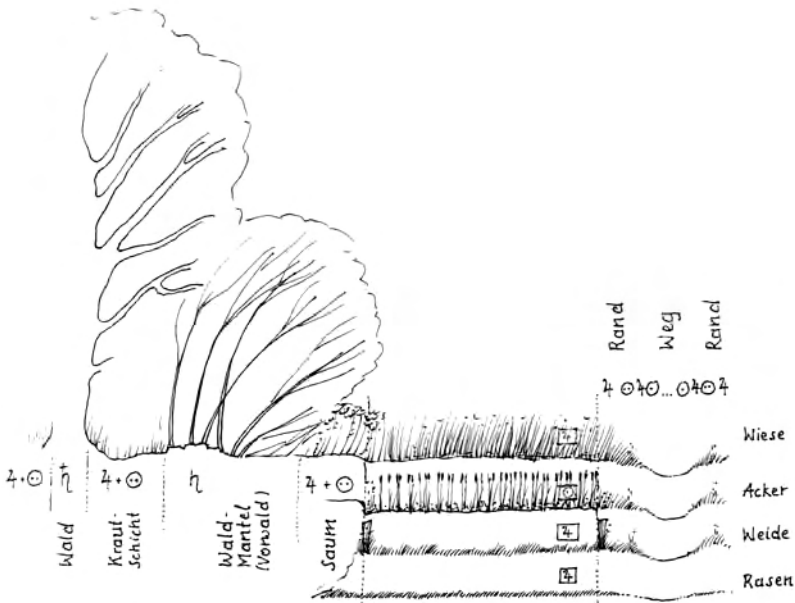 Rand Weg Rand
♃ ⊙ ♃ ⊙ ... ⊙ ♃ ⊙ ♃
♃ Wiese
♃ + ⊙ ♄ ♃ + ⊙ ♄ ♃ + ⊙ ⊙ Acker
Wald
Kraut-
Schicht
Wald-
Mantel
(Vorwald)
Saum
♃ Weide
♃ Rasen